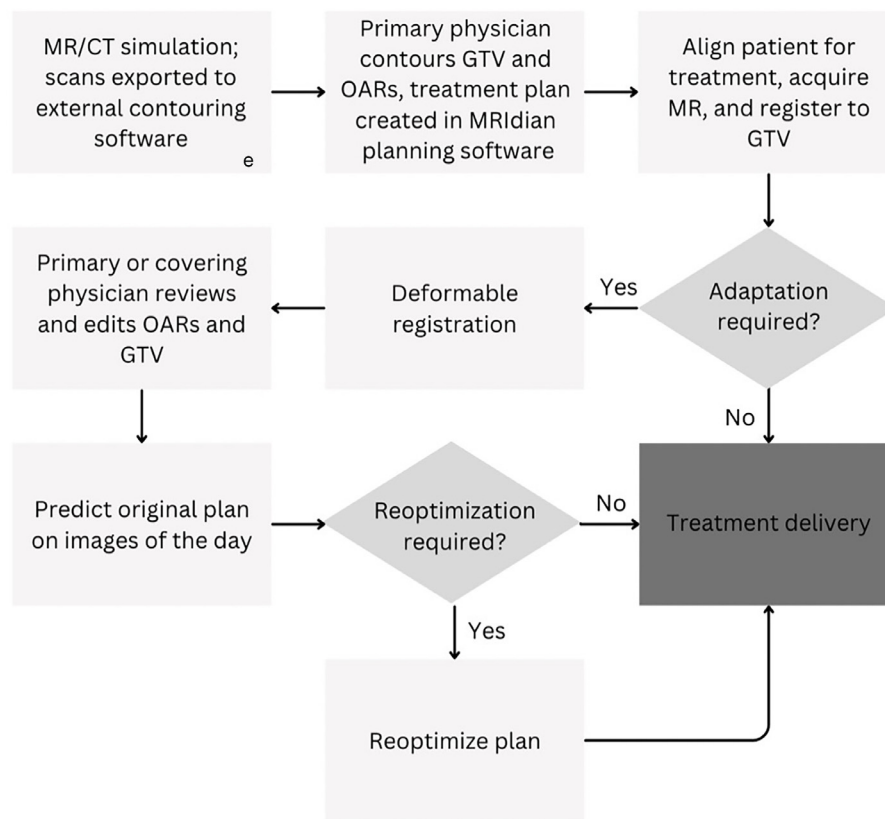 MR/CT simulation;
scans exported to
external contouring
software
e
Primary physician
contours GTV and
OARs, treatment plan
created in MRIdian
planning software
Align patient for
treatment, acquire
MR, and register to
GTV
Adaptation
required?
Yes
Deformable
registration
Primary or covering
physician reviews
and edits OARs and
GTV
No
Predict original plan
on images of the day
Reoptimization
required?
No
Treatment delivery
Yes
Reoptimize plan